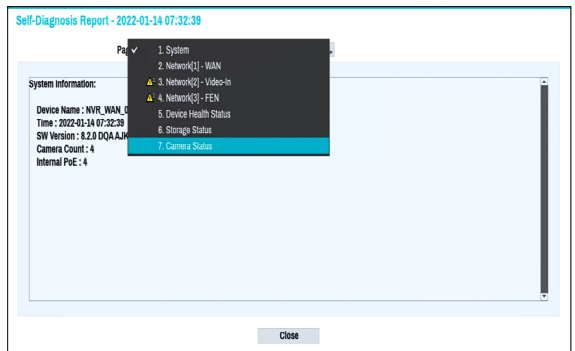 Self-Diagnosis Report - 2022-01-14 07:32:39
✓ 1. System
2. Network[1] - WAN
3. Network[2] - Video-In
4. Network[3] - FEN
5. Device Health Status
6. Storage Status
7. Camera Status
System Information:
Device Name : NVR_WAN_0
Time : 2022-01-14 07:32:39
SW Version : 8.2.0 DQA AJK
Camera Count : 4
Internal PoE : 4
Close